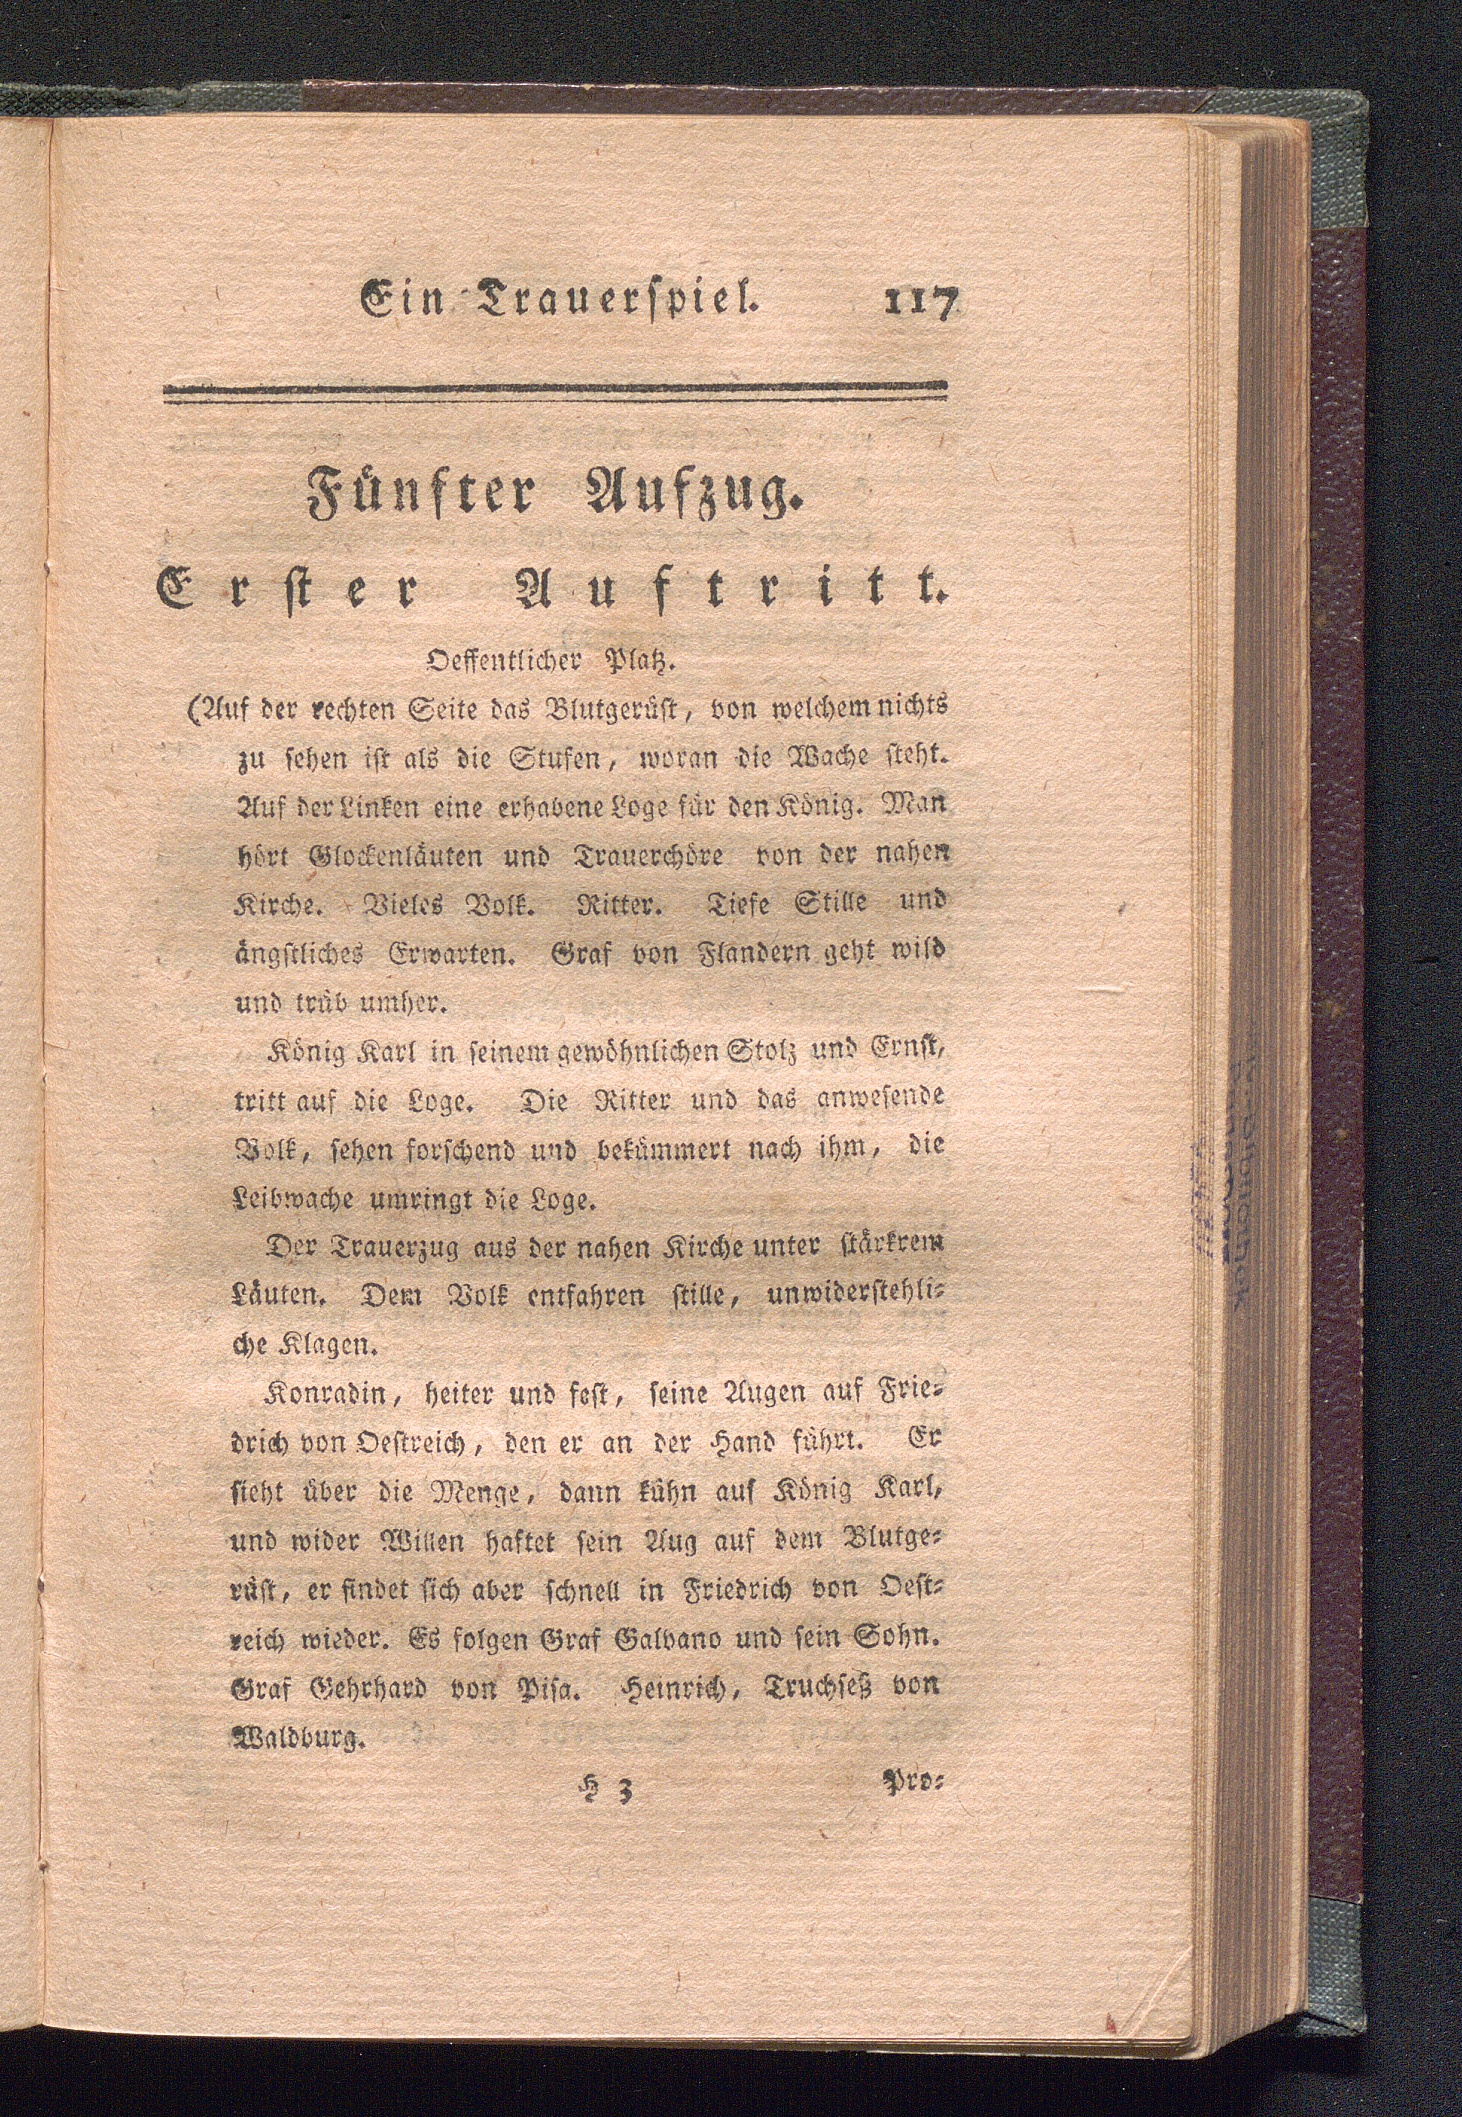 Ein Trauerſpiel. 117
Fünfter Aufzug.
Erſter Auftritt.
Oeffentlicher Platz.
(Auf der rechten Seite das Blutgerüſt, von welchem nichts
zu ſehen iſt als die Stufen, woran die Wache ſteht.
Auf der Linken eine erhabene Loge für den König. Man
hört Glockenläuten und Trauerchöre von der nahen
Kirche. Vieles Volk. Ritter. Tiefe Stille und
ängſtliches Erwarten. Graf von Flandern geht wild
und trüb umher.
König Karl in ſeinem gewöhnlichen Stolz und Ernſt,
tritt auf die Loge. Die Ritter und das anweſende
Volk, ſehen forſchend und bekümmert nach ihm, die
Leibwache umringt die Loge.
Der Trauerzug aus der nahen Kirche unter ſtärkrem
Läuten. Dem Volk entfahren ſtille, unwiderſtehli⸗
che Klagen.
Konradin, heiter und feſt, ſeine Augen auf Frie⸗
drich von Oeſtreich, den er an der Hand führt. Er
ſieht über die Menge, dann kühn auf König Karl,
und wider Willen haftet ſein Aug auf dem Blutge⸗
rüſt, er findet ſich aber ſchnell in Friedrich von Oeſt⸗
reich wieder. Es folgen Graf Galvano und ſein Sohn.
Graf Gehrhard von Piſa. Heinrich, Truchſeß von
Waldburg.
H 3 Pro⸗